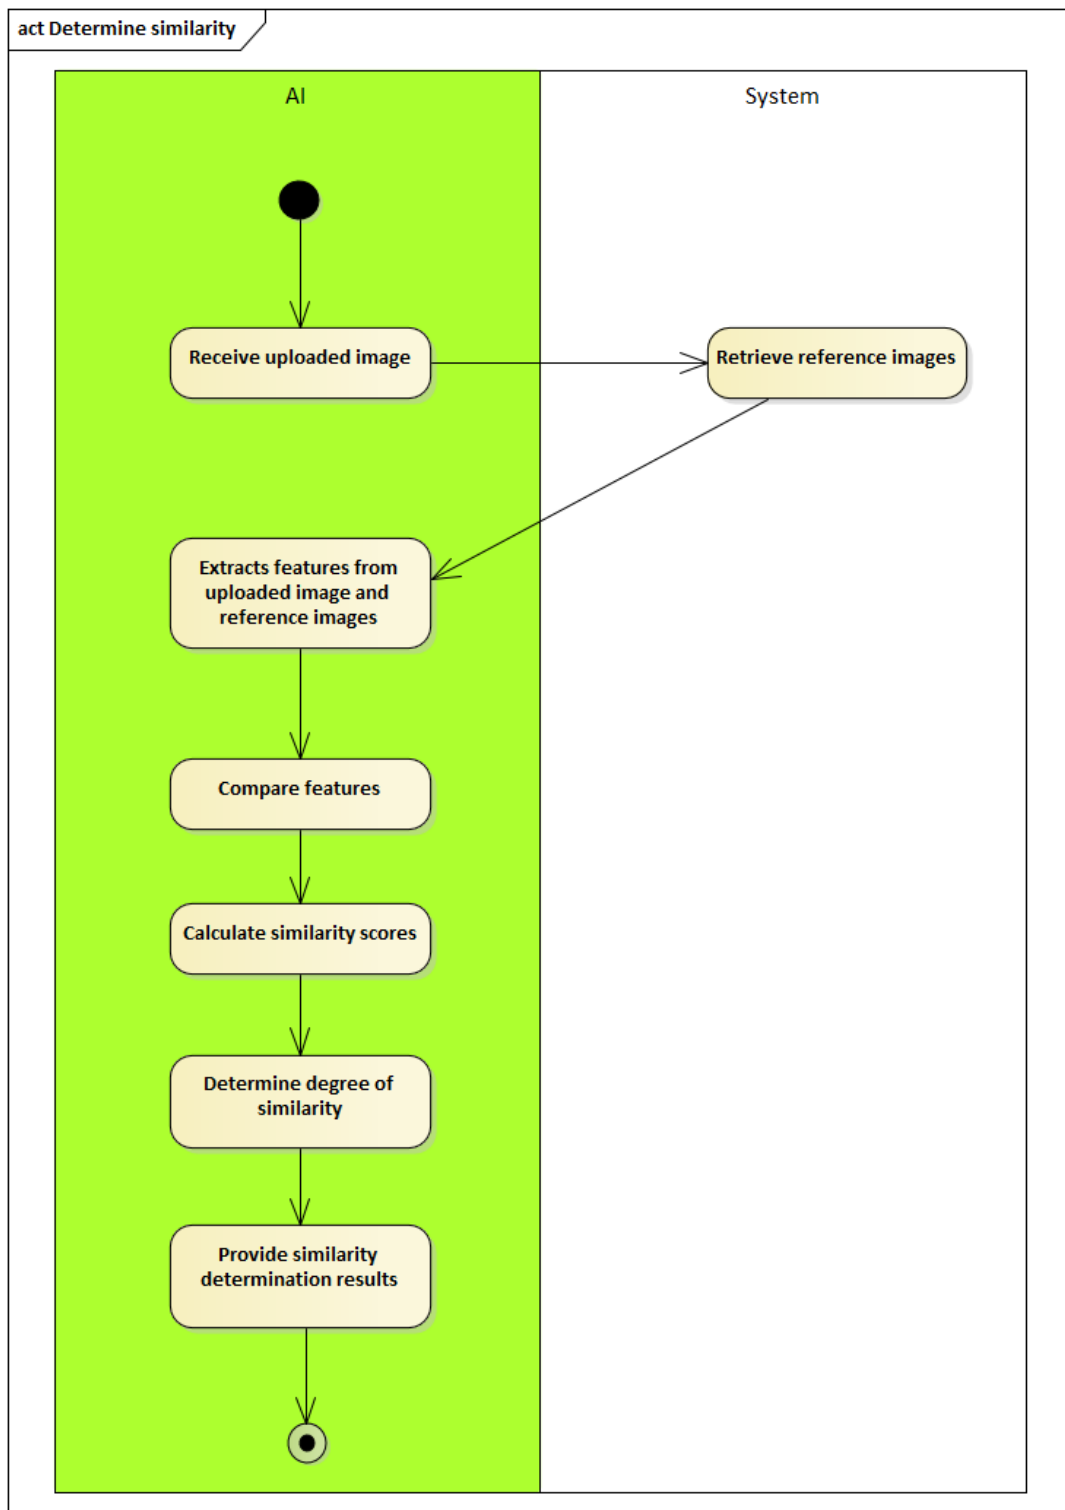 act Determine similarity
AI
System
Receive uploaded image
Retrieve reference images
Extracts features from
uploaded image and
reference images
Compare features
Calculate similarity scores
Determine degree of
similarity
Provide similarity
determination results